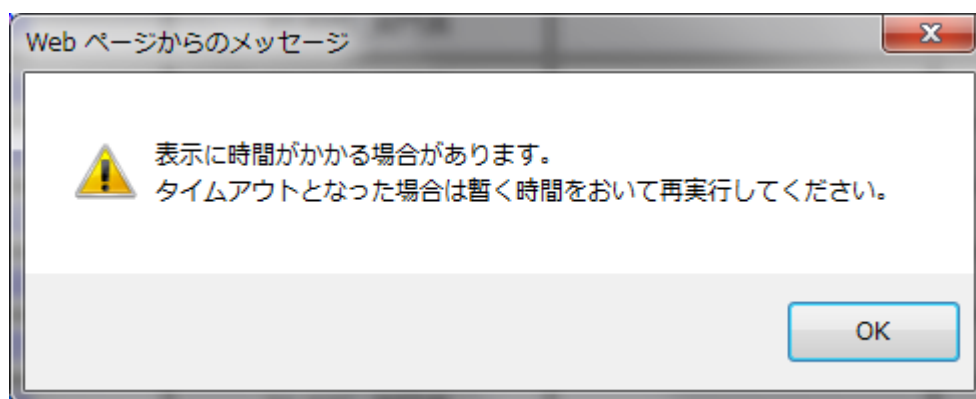 Web ページからのメッセージ
表示に時間がかかる場合があります。
タイムアウトとなった場合は暫く時間をおいて再実行してください。
OK